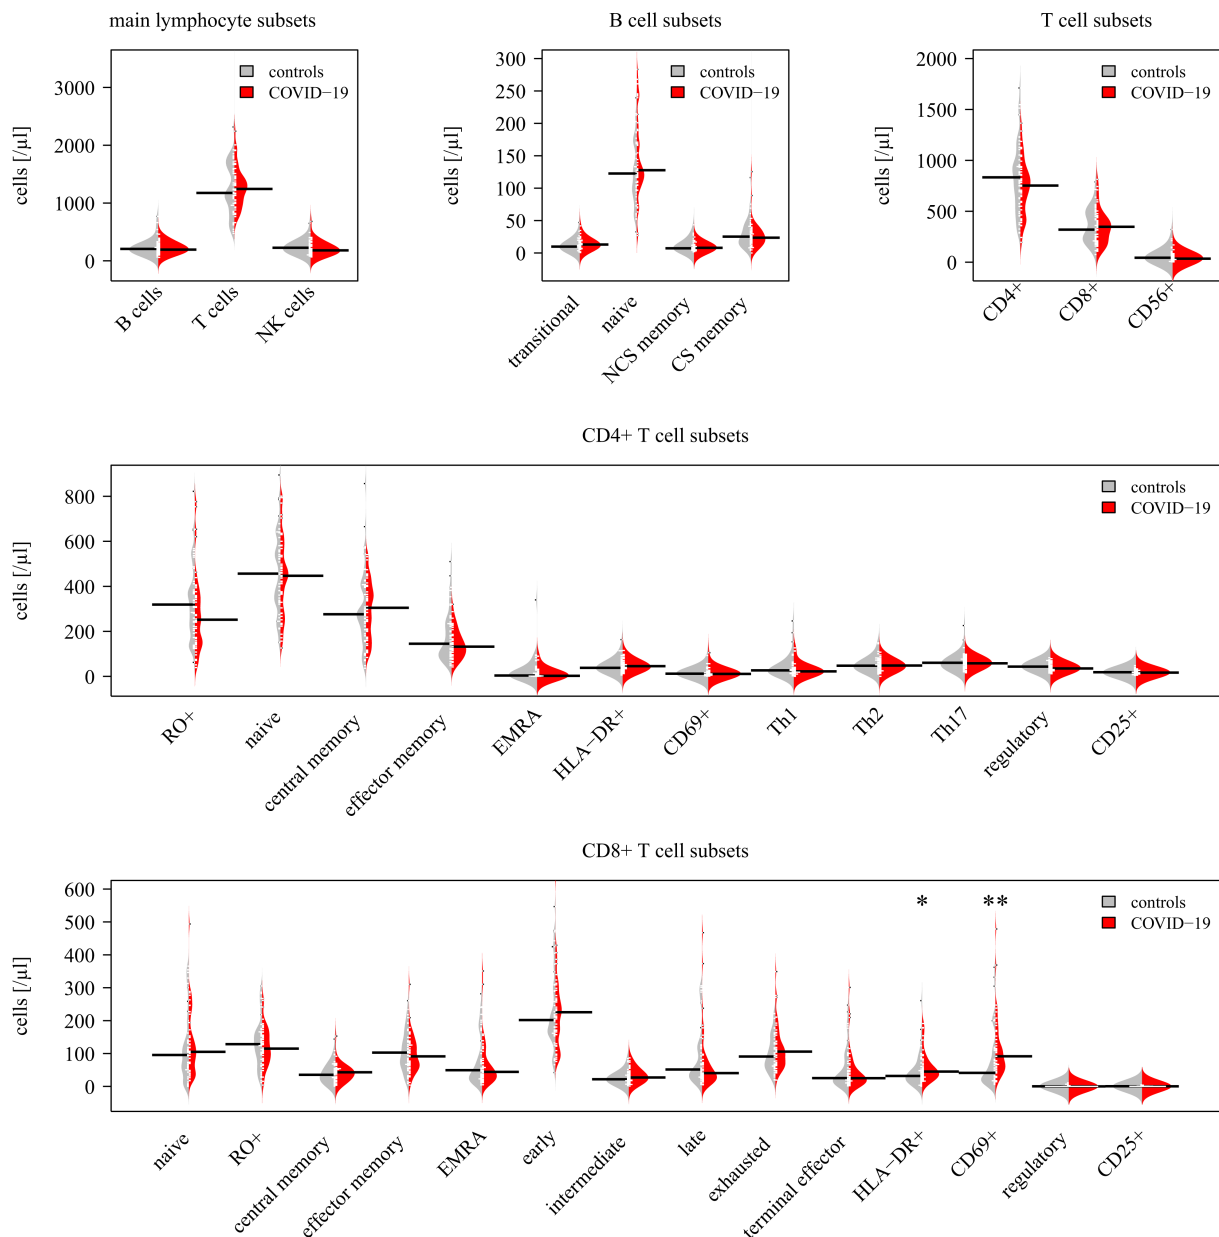 main lymphocyte subsets
B cell subsets
T cell subsets
cells [/µl]
3000
2000
1000
0
controls
COVID−19
B cells
T cells
NK cells
cells [/µl]
300
250
200
150
100
50
0
controls
COVID−19
transitional
naive
NCS memory
CS memory
cells [/µl]
2000
1500
1000
500
0
controls
COVID−19
CD4+
CD8+
CD56+
CD4+ T cell subsets
cells [/µl]
800
600
400
200
0
controls
COVID−19
RO+
naive
central memory
effector memory
EMRA
HLA−DR+
CD69+
Th1
Th2
Th17
regulatory
CD25+
CD8+ T cell subsets
cells [/µl]
600
500
400
300
200
100
0
*
**
controls
COVID−19
naive
RO+
central memory
effector memory
EMRA
early
intermediate
late
exhausted
terminal effector
HLA−DR+
CD69+
regulatory
CD25+